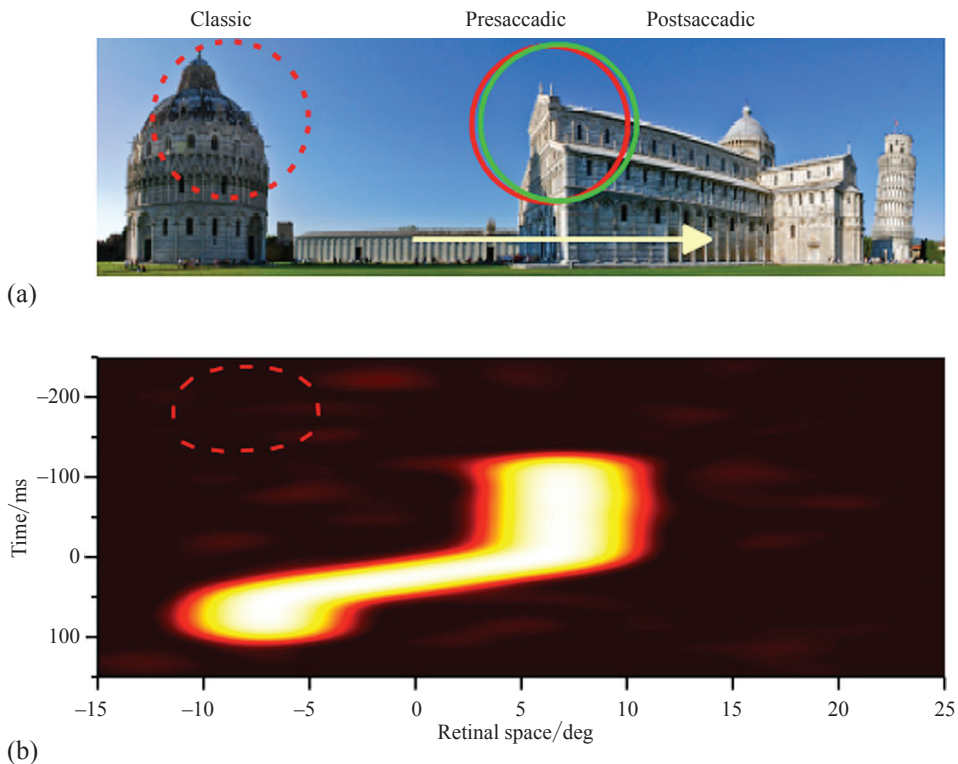 Classic Presaccadic Postsaccadic
(a)
–200
–100
0
100
Time/ms
–15 –10 –5 0 5 10 15 20 25
Retinal space/deg
(b)